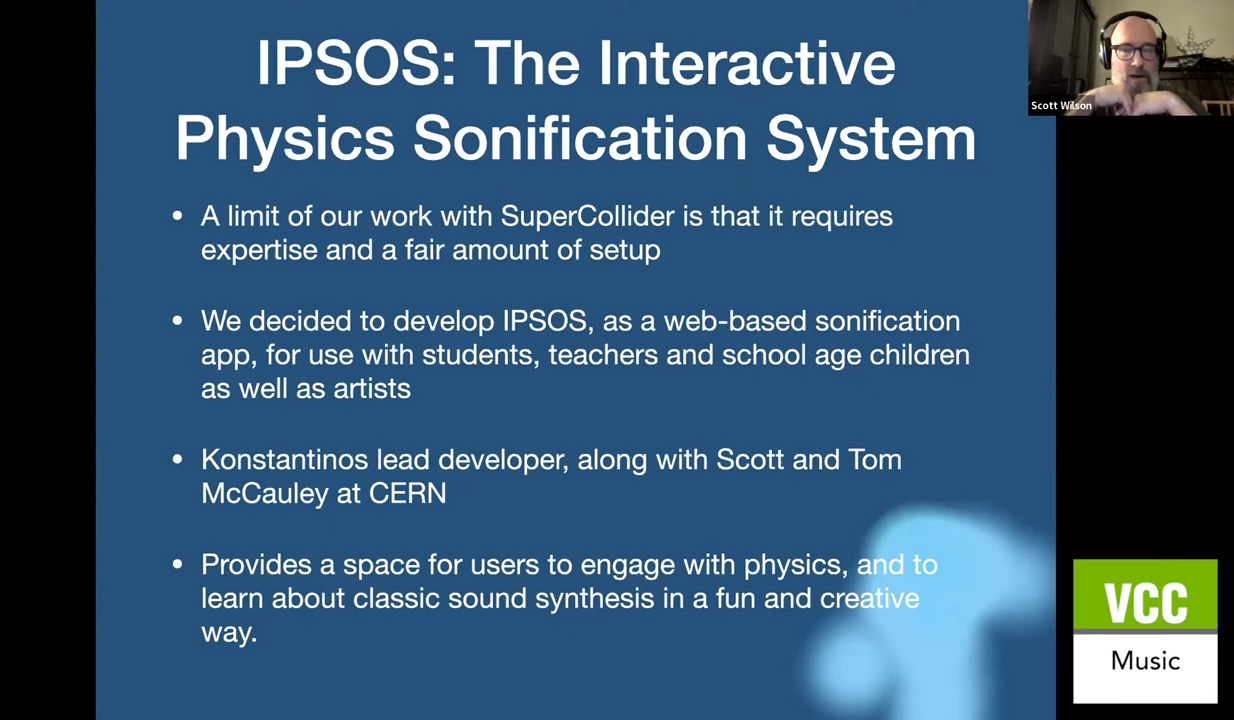 IPSOS: The Interactive
Physics Sonification System
• A limit of our work with SuperCollider is that it requires
expertise and a fair amount of setup
• We decided to develop IPSOS, as a web-based sonification
app, for use with students, teachers and school age children
as well as artists
• Konstantinos lead developer, along with Scott and Tom
McCauley at CERN
• Provides a space for users to engage with physics, and to
learn about classic sound synthesis in a fun and creative
way.
Scott Wilson
VCC
Music